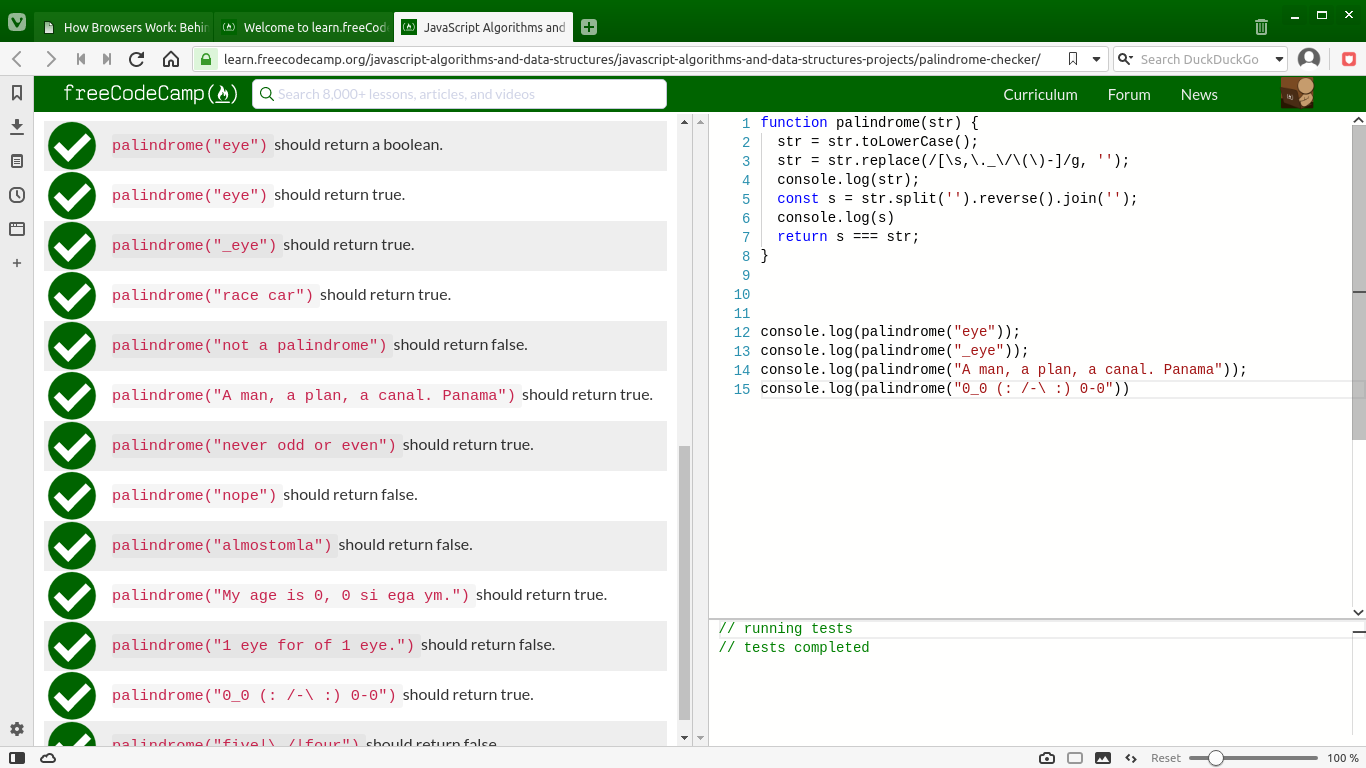 How Browsers Work: Behin
Welcome to learn.freeCod
JavaScript Algorithms and
learn.freecodecamp.org/javascript-algorithms-and-data-structures/javascript-algorithms-and-data-structures-projects/palindrome-checker/
Search DuckDuckGo
freeCodeCamp
Search 8,000+ lessons, articles, and videos
Curriculum
Forum
News
palindrome("eye") should return a boolean.
palindrome("eye") should return true.
palindrome("_eye") should return true.
palindrome("race car") should return true.
palindrome("not a palindrome") should return false.
palindrome("A man, a plan, a canal. Panama") should return true.
palindrome("never odd or even") should return true.
palindrome("nope") should return false.
palindrome("almostomla") should return false.
palindrome("My age is 0, 0 si ega ym.") should return true.
palindrome("1 eye for of 1 eye.") should return false.
palindrome("0_0 (: /-\ :) 0-0") should return true.
palindrome("five|\_/|four") should return false.
1 function palindrome(str) {
2   str = str.toLowerCase();
3   str = str.replace(/[\s,\._\/\(\)-]/g, '');
4   console.log(str);
5   const s = str.split('').reverse().join('');
6   console.log(s)
7   return s === str;
8 }
9
10
11
12 console.log(palindrome("eye"));
13 console.log(palindrome("_eye"));
14 console.log(palindrome("A man, a plan, a canal. Panama"));
15 console.log(palindrome("0_0 (: /-\ :) 0-0"))
// running tests
// tests completed
Reset
100 %